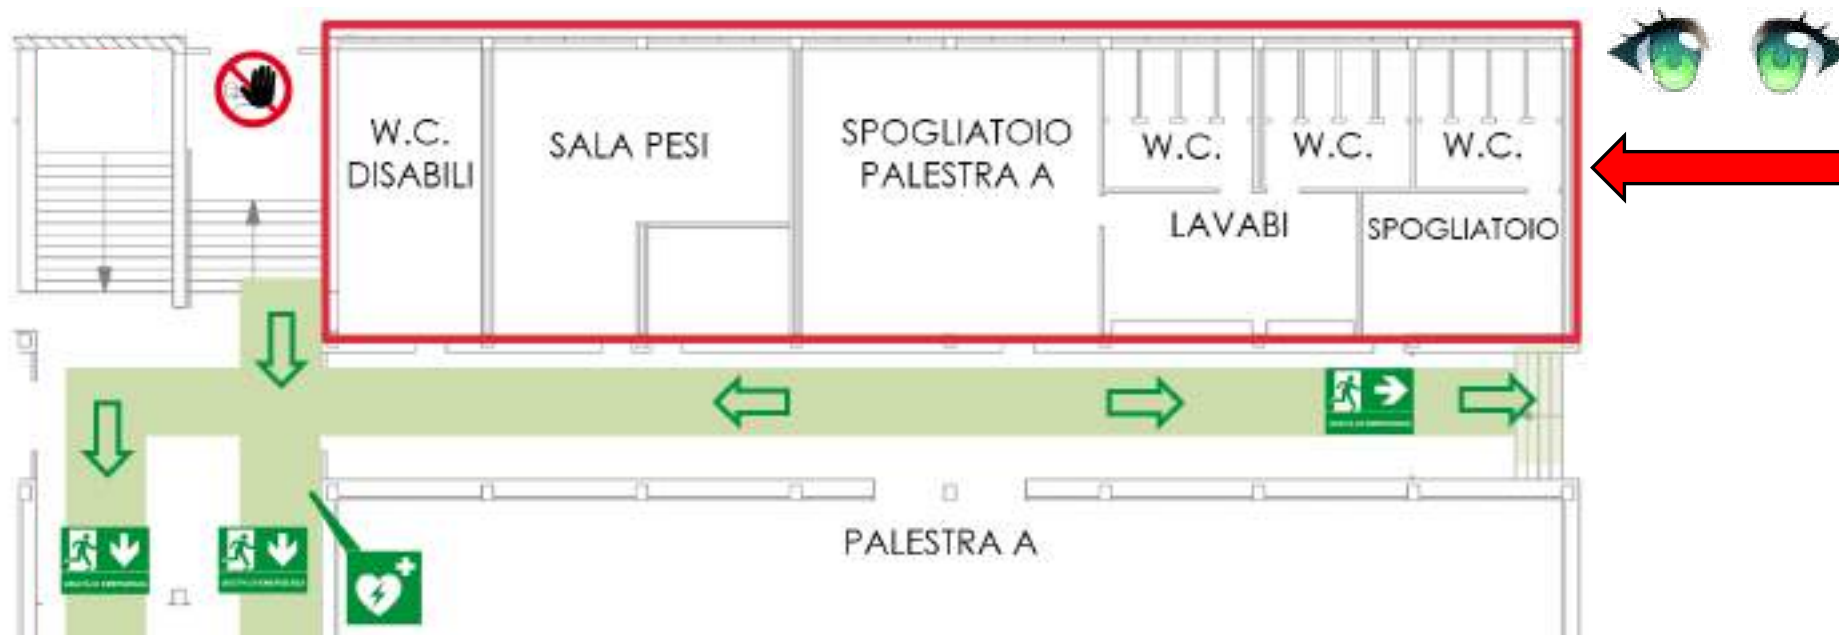 W.C.
DISABILI
SALA PESI
SPOGLIATOIO
PALESTRA A
W.C.
W.C.
W.C.
LAVABI
SPOGLIATOIO
PALESTRA A